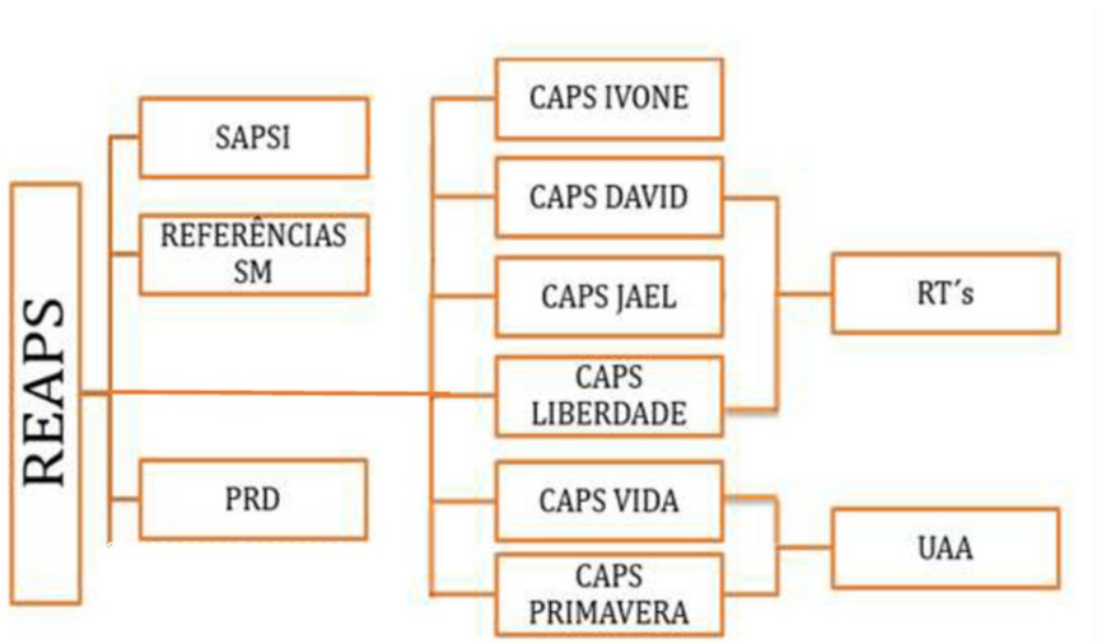 REAPS
SAPSI
REFERÊNCIAS
SM
PRD
CAPS IVONE
CAPS DAVID
CAPS JAEL
CAPS
LIBERDADE
CAPS VIDA
CAPS
PRIMAVERA
RT´s
UAA